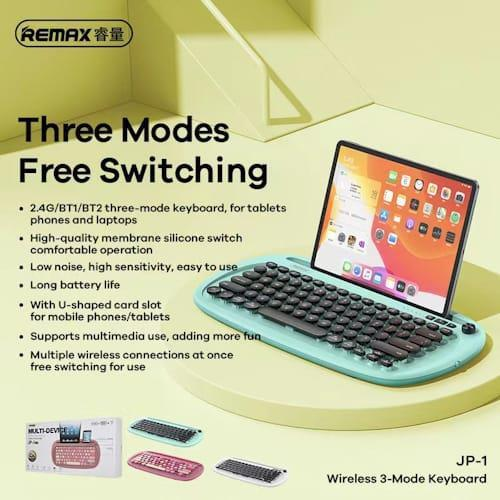 REMAX 睿量
Three Modes
Free Switching
• 2.4G/BT1/BT2 three-mode keyboard, for tablets
phones and laptops
• High-quality membrane silicone switch
comfortable operation
• Low noise, high sensitivity, easy to use
• Long battery life
• With U-shaped card slot
for mobile phones/tablets
• Supports multimedia use, adding more fun
• Multiple wireless connections at once
free switching for use
MULTI-DEVICE
JP-1
JP-1
Wireless 3-Mode Keyboard